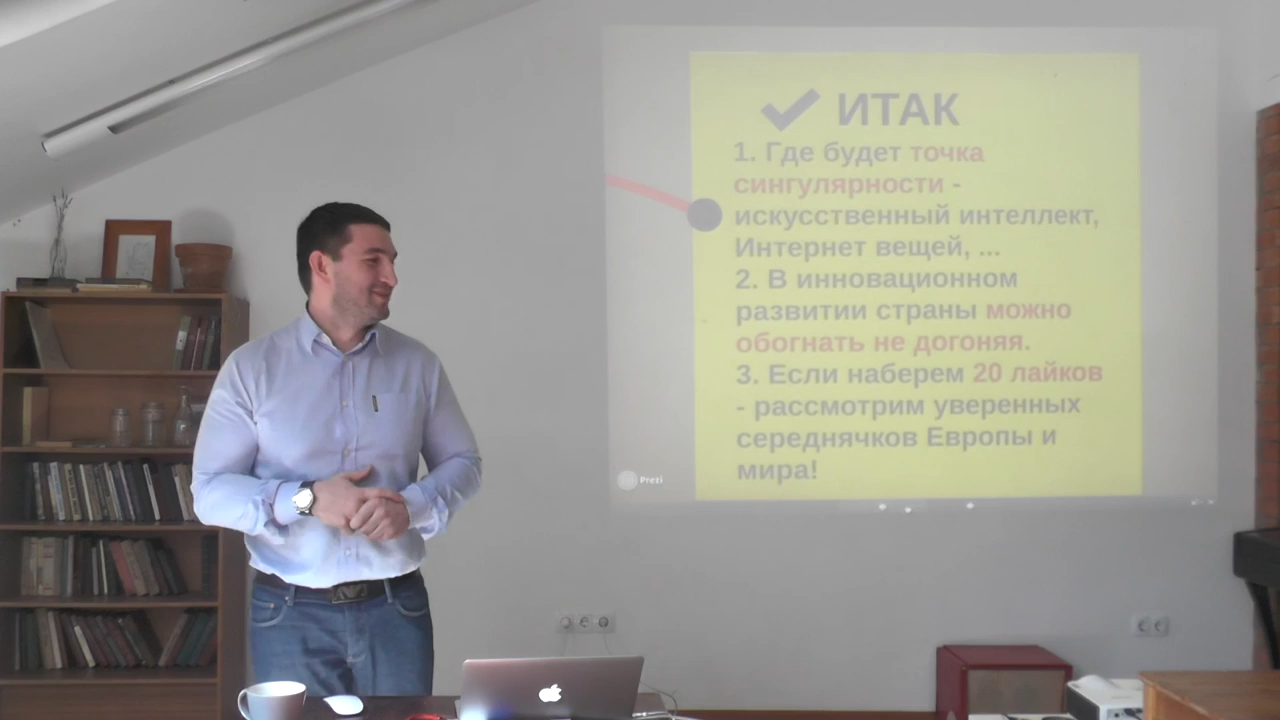 ИТАК
1. Где будет точка
сингулярности -
искусственный интеллект,
Интернет вещей, ...
2. В инновационном
развитии страны можно
обогнать не догоняя.
3. Если наберем 20 лайков
- рассмотрим уверенных
середнячков Европы и
мира!
Prezi